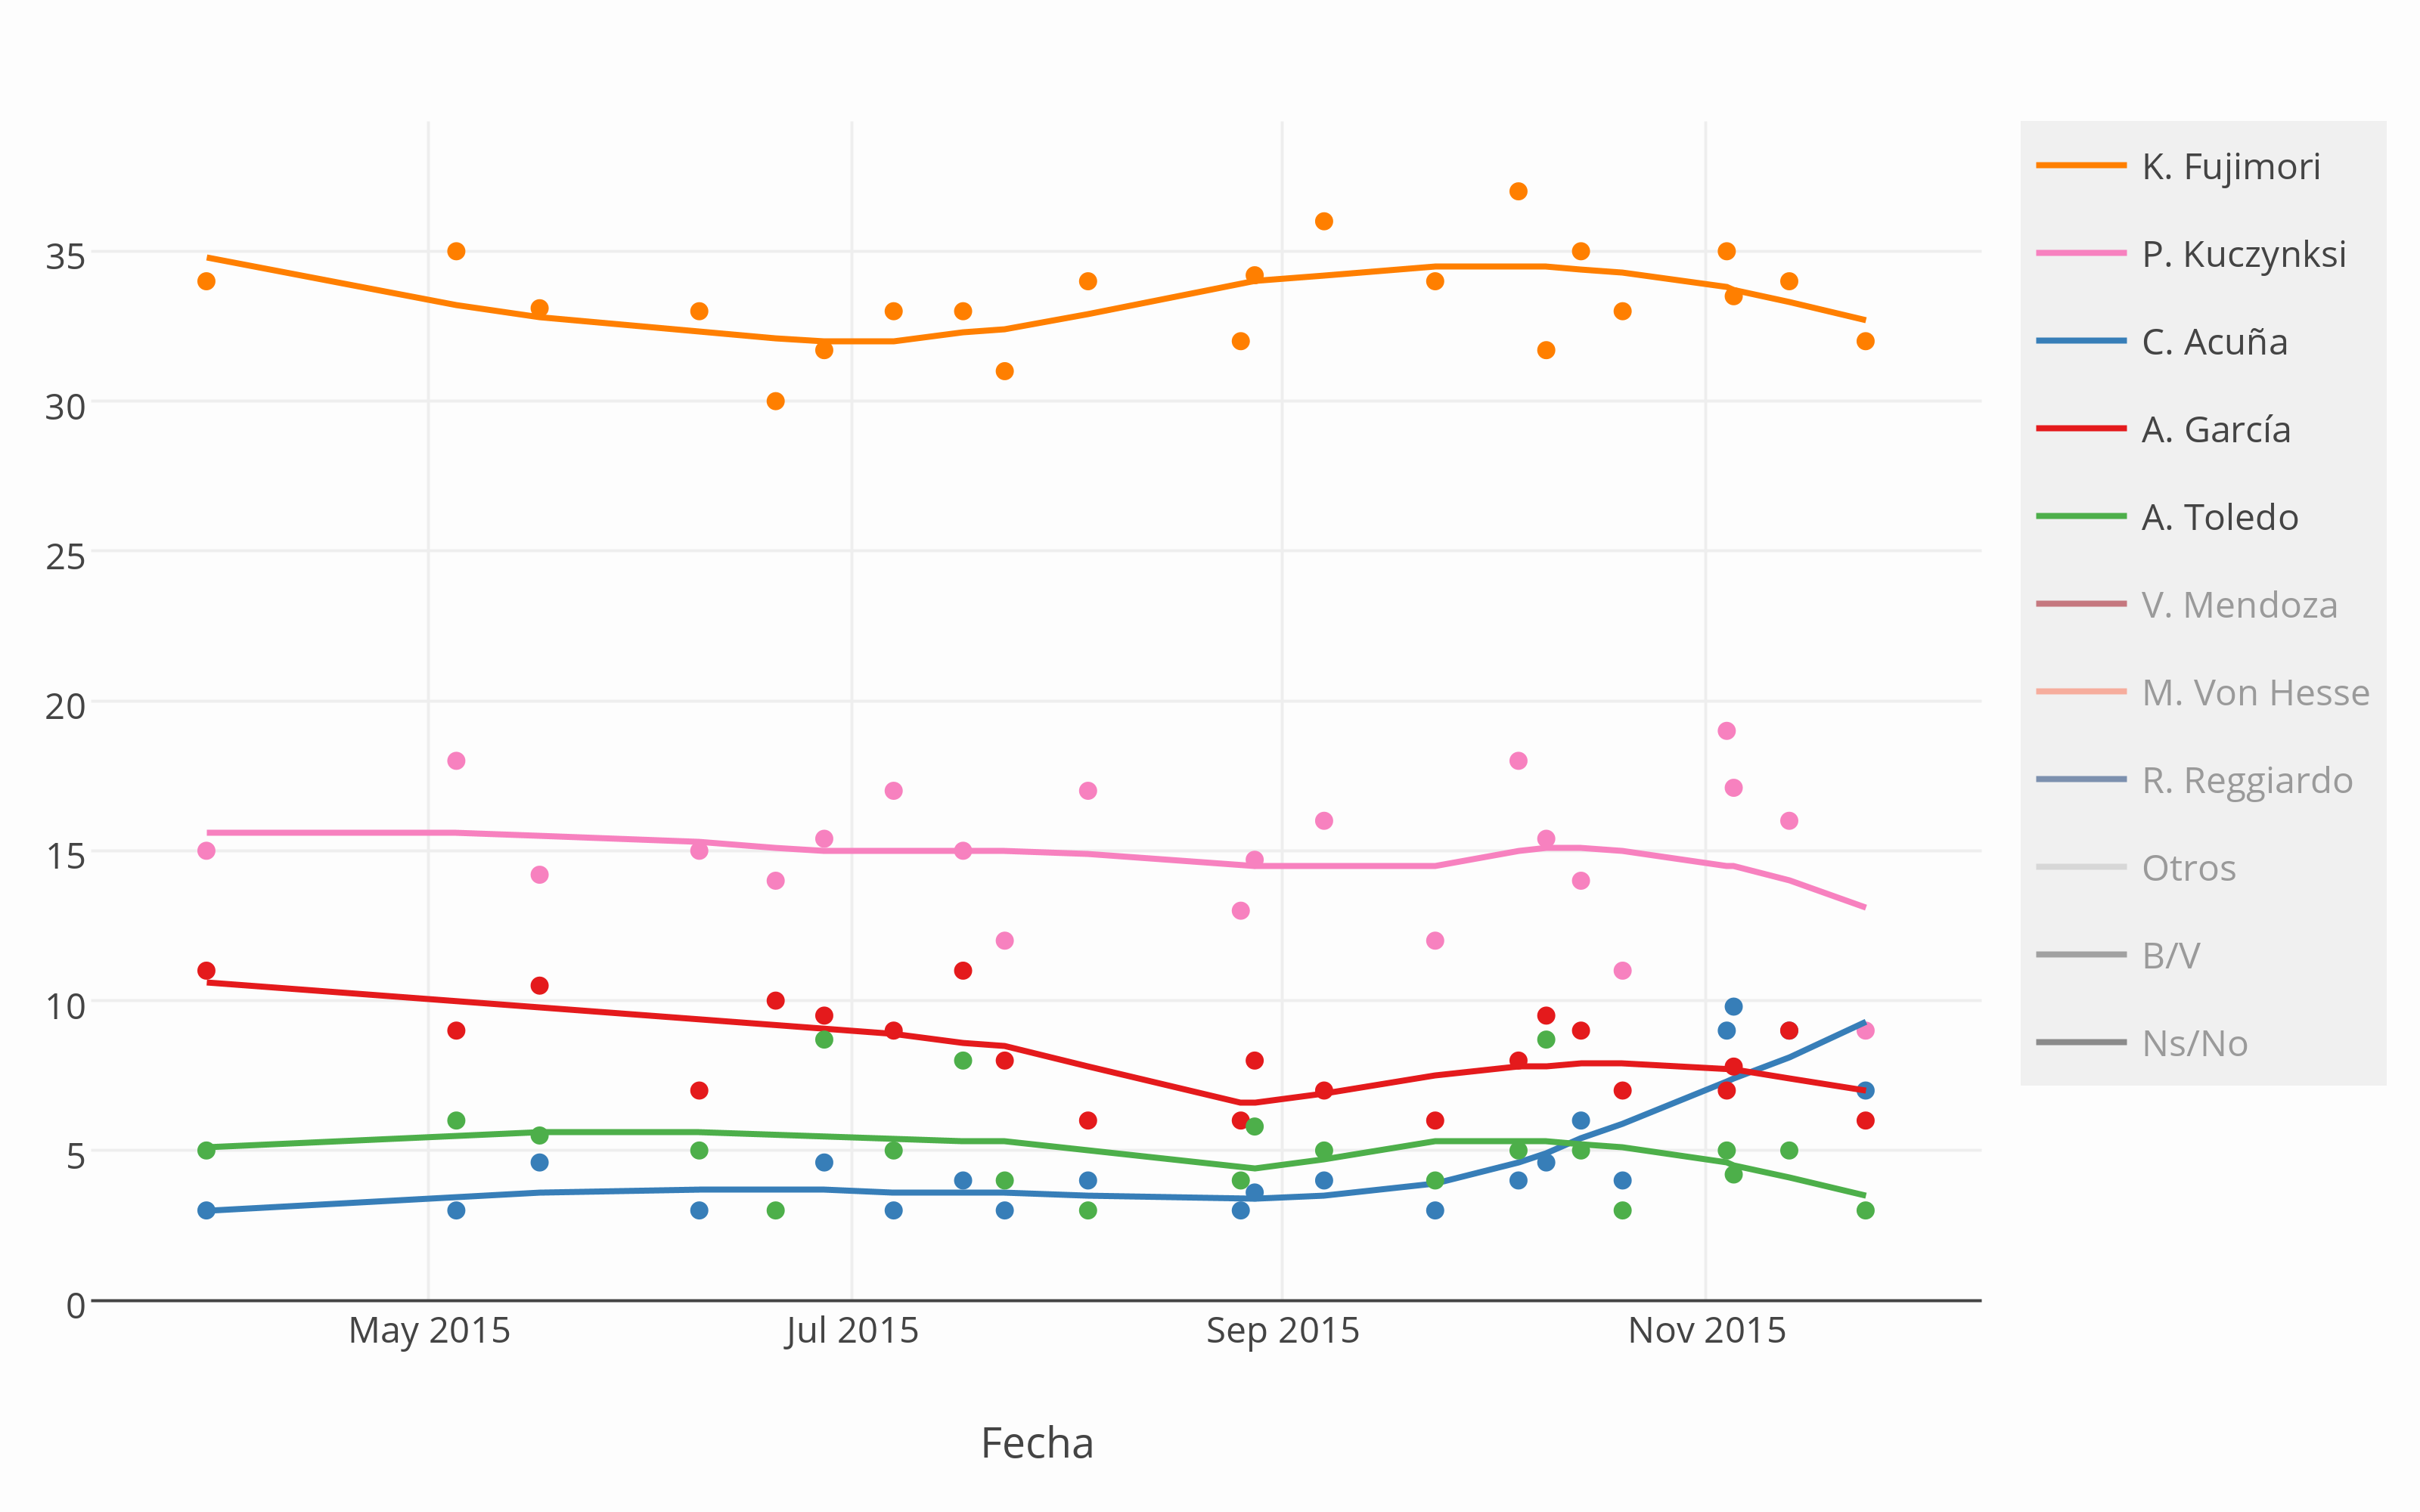 35
30
25
20
15
10
5
0
May 2015
Jul 2015
Sep 2015
Nov 2015
Fecha
K. Fujimori
P. Kuczynksi
C. Acuña
A. García
A. Toledo
V. Mendoza
M. Von Hesse
R. Reggiardo
Otros
B/V
Ns/No